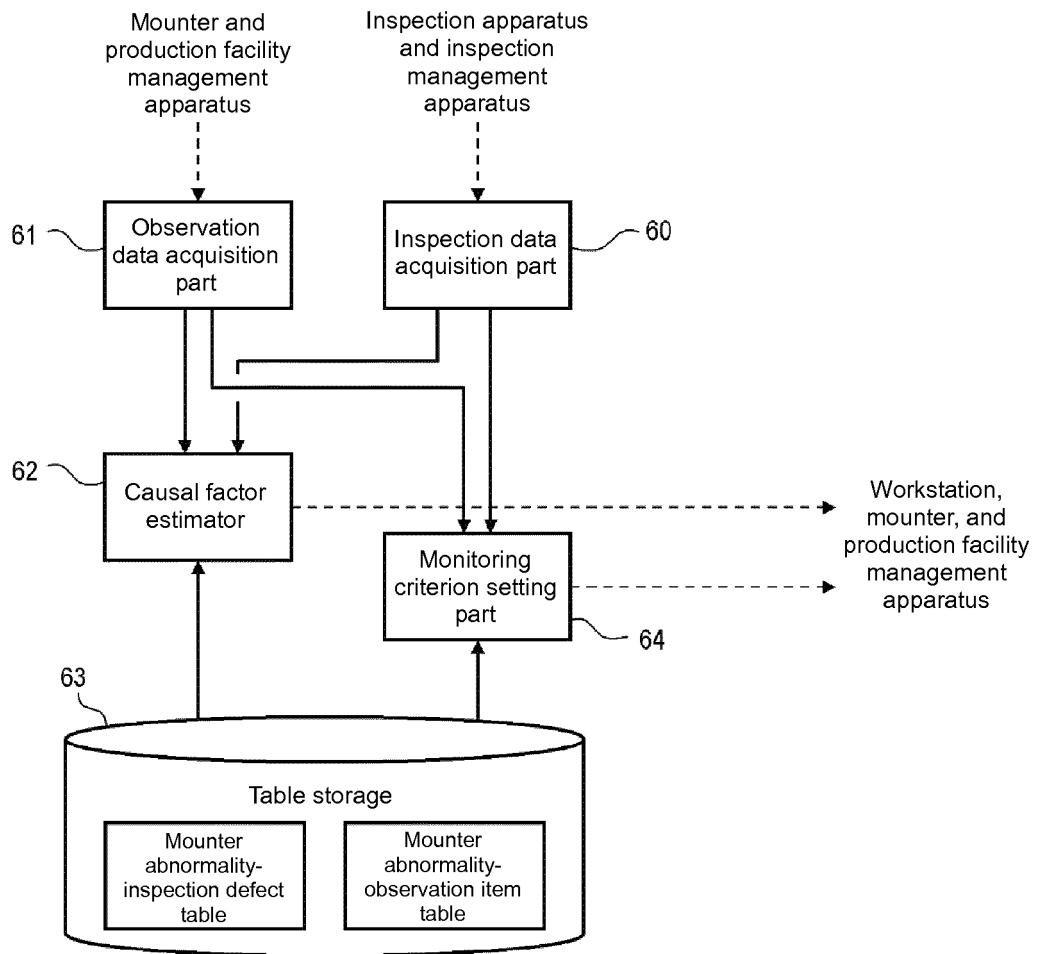 Mounter and
production facility
management
apparatus
Inspection apparatus
and inspection
management
apparatus
61
Observation
data acquisition
part
Inspection data
acquisition part
60
62
Causal factor
estimator
Workstation,
mounter, and
production facility
management
apparatus
Monitoring
criterion setting
part
64
63
Table storage
Mounter
abnormality-
inspection defect
table
Mounter
abnormality-
observation item
table